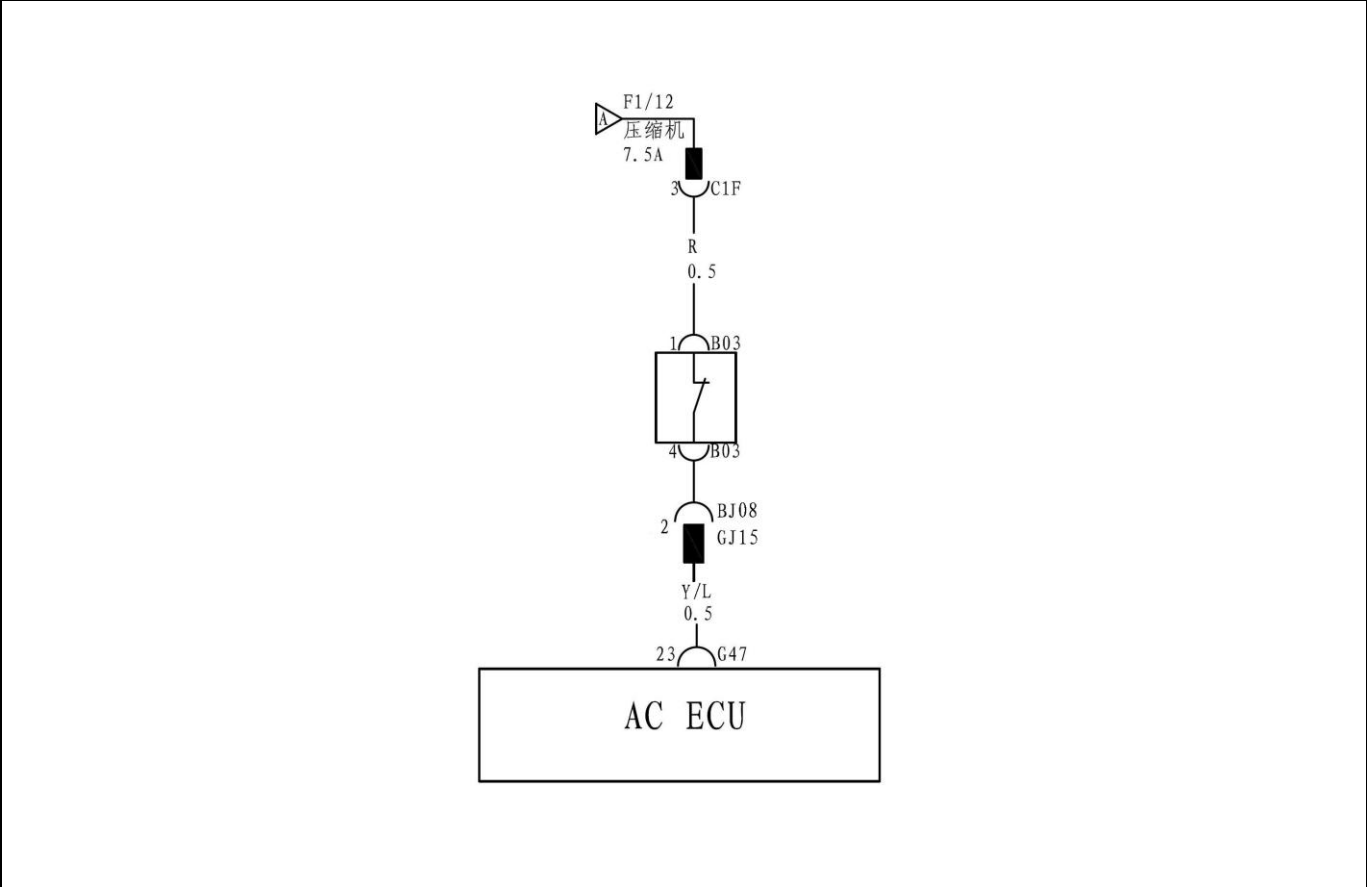 F1/12
A
压缩机
7.5A
3 C1F
R
0.5
1 B03
4 B03
BJ08
2
GJ15
Y/L
0.5
23 G47
AC ECU